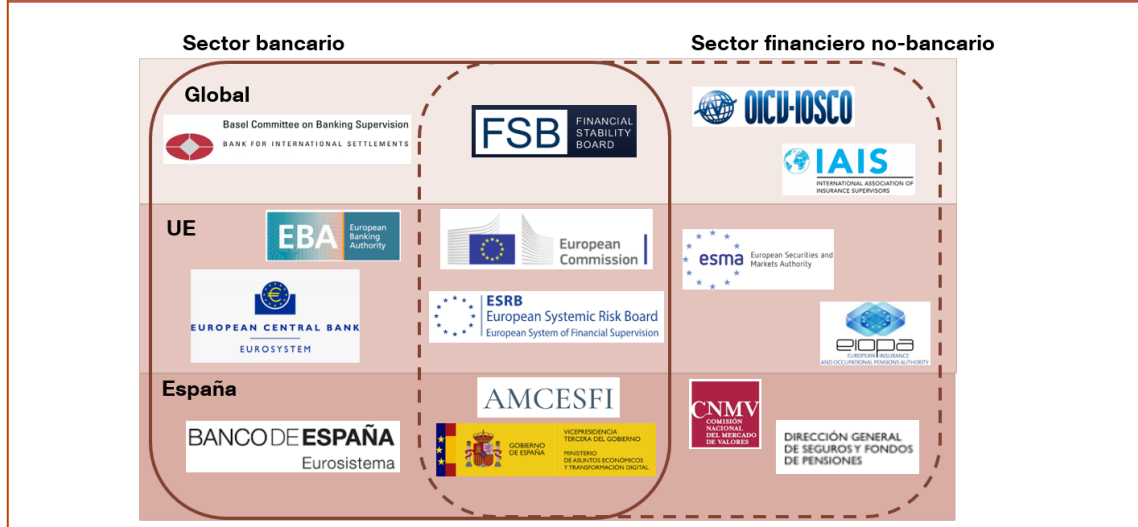 Sector bancario
Sector financiero no-bancario
Global
Basel Committee on Banking Supervision
BANK FOR INTERNATIONAL SETTLEMENTS
FSB
FINANCIAL
STABILITY
BOARD
OICU-IOSCO
IAIS
INTERNATIONAL ASSOCIATION OF
INSURANCE SUPERVISORS
UE
EBA
European
Banking
Authority
European
Commission
esma
European Securities and
Markets Authority
EUROPEAN CENTRAL BANK
EUROSYSTEM
ESRB
European Systemic Risk Board
European System of Financial Supervision
eiopa
EUROPEAN INSURANCE
AND OCCUPATIONAL PENSIONS AUTHORITY
España
BANCO DE ESPAÑA
Eurosistema
AMCESFI
GOBIERNO
DE ESPAÑA
VICEPRESIDENCIA
TERCERA DEL GOBIERNO
MINISTERIO
DE ASUNTOS ECONÓMICOS
Y TRANSFORMACIÓN DIGITAL
CNMV
COMISIÓN
NACIONAL
DEL MERCADO
DE VALORES
DIRECCIÓN GENERAL
DE SEGUROS Y FONDOS
DE PENSIONES